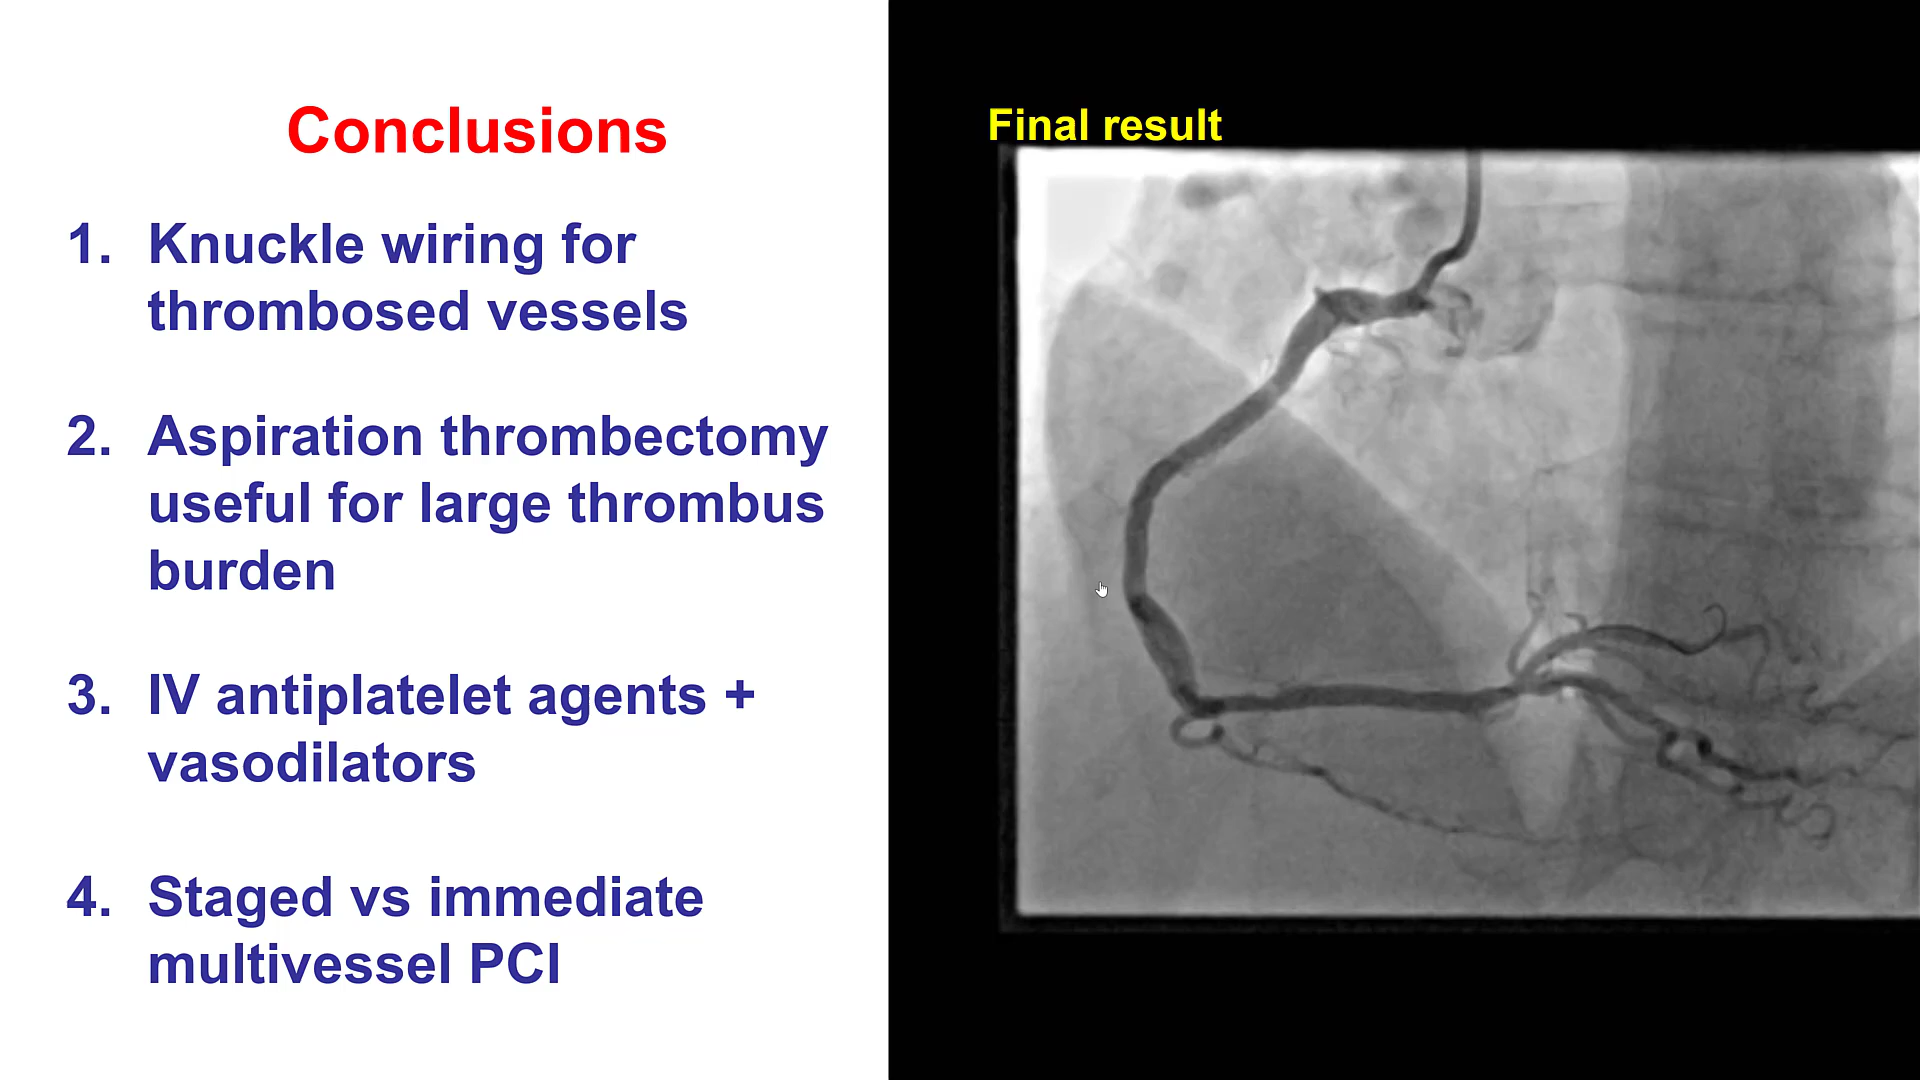 Conclusions
1. Knuckle wiring for
thrombosed vessels
2. Aspiration thrombectomy
useful for large thrombus
burden
3. IV antiplatelet agents +
vasodilators
4. Staged vs immediate
multivessel PCI
Final result